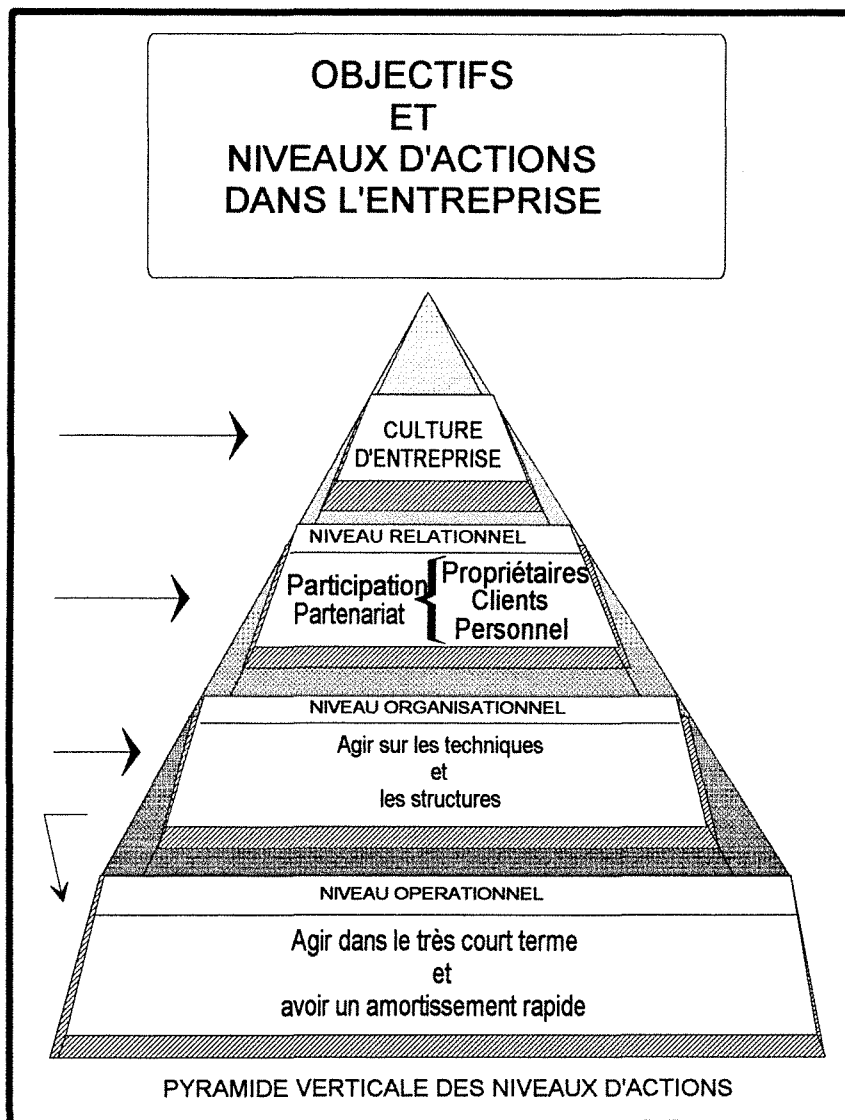 OBJECTIFS
ET
NIVEAUX D'ACTIONS
DANS L'ENTREPRISE
CULTURE
D'ENTREPRISE
NIVEAU RELATIONNEL
Participation
Partenariat
Propriétaires
Clients
Personnel
NIVEAU ORGANISATIONNEL
Agir sur les techniques
et
les structures
NIVEAU OPERATIONNEL
Agir dans le très court terme
et
avoir un amortissement rapide
PYRAMIDE VERTICALE DES NIVEAUX D'ACTIONS